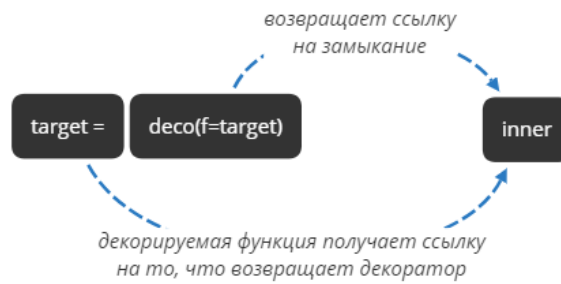 возвращает ссылку
на замыкание
target =
deco(f=target)
inner
декорируемая функция получает ссылку
на то, что возвращает декоратор